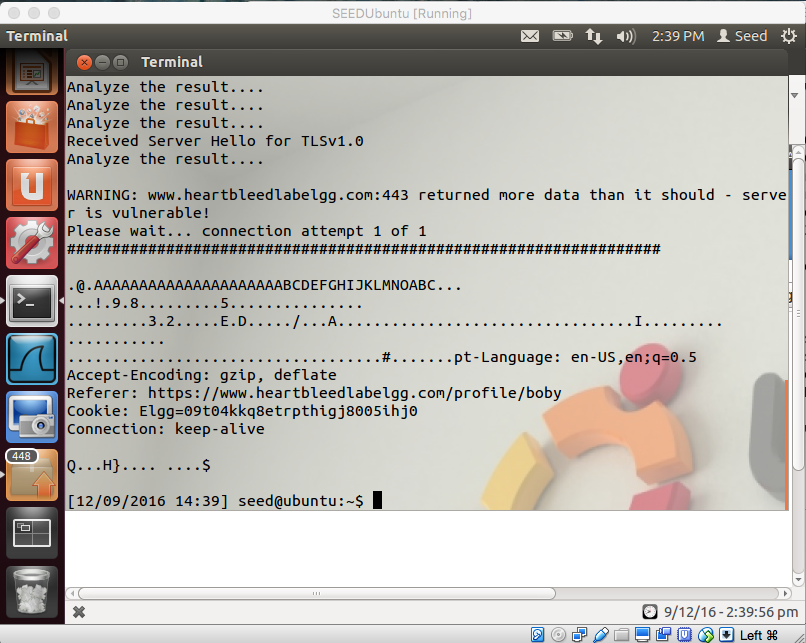 SEEDUbuntu [Running]
Terminal
2:39 PM Seed
Terminal
Analyze the result....
Analyze the result....
Analyze the result....
Received Server Hello for TLSv1.0
Analyze the result....
WARNING: www.heartbleedlabelgg.com:443 returned more data than it should - serve
r is vulnerable!
Please wait... connection attempt 1 of 1
##################################################################
.@.AAAAAAAAAAAAAAAAAAAAAABCDEFGHIJKLMNOABC...
...!.9.8.........5...............
.........3.2.....E.D...../...A.................................I.........
...........
...................................#.......pt-Language: en-US,en;q=0.5
Accept-Encoding: gzip, deflate
Referer: https://www.heartbleedlabelgg.com/profile/boby
Cookie: Elgg=09t04kkq8etrpthigj8005ihj0
Connection: keep-alive
Q...H}.... ....$
[12/09/2016 14:39] seed@ubuntu:~$
448
9/12/16 - 2:39:56 pm
Left ⌘